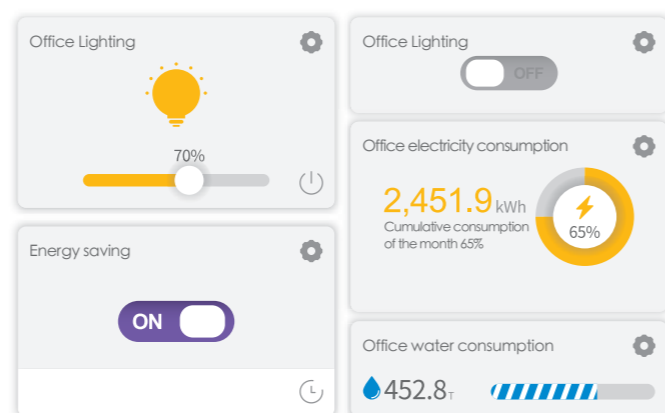 Office Lighting
70%
Energy saving
ON
Office Lighting
OFF
Office electricity consumption
2,451.9 kWh
Cumulative consumption
of the month 65%
65%
Office water consumption
452.8T